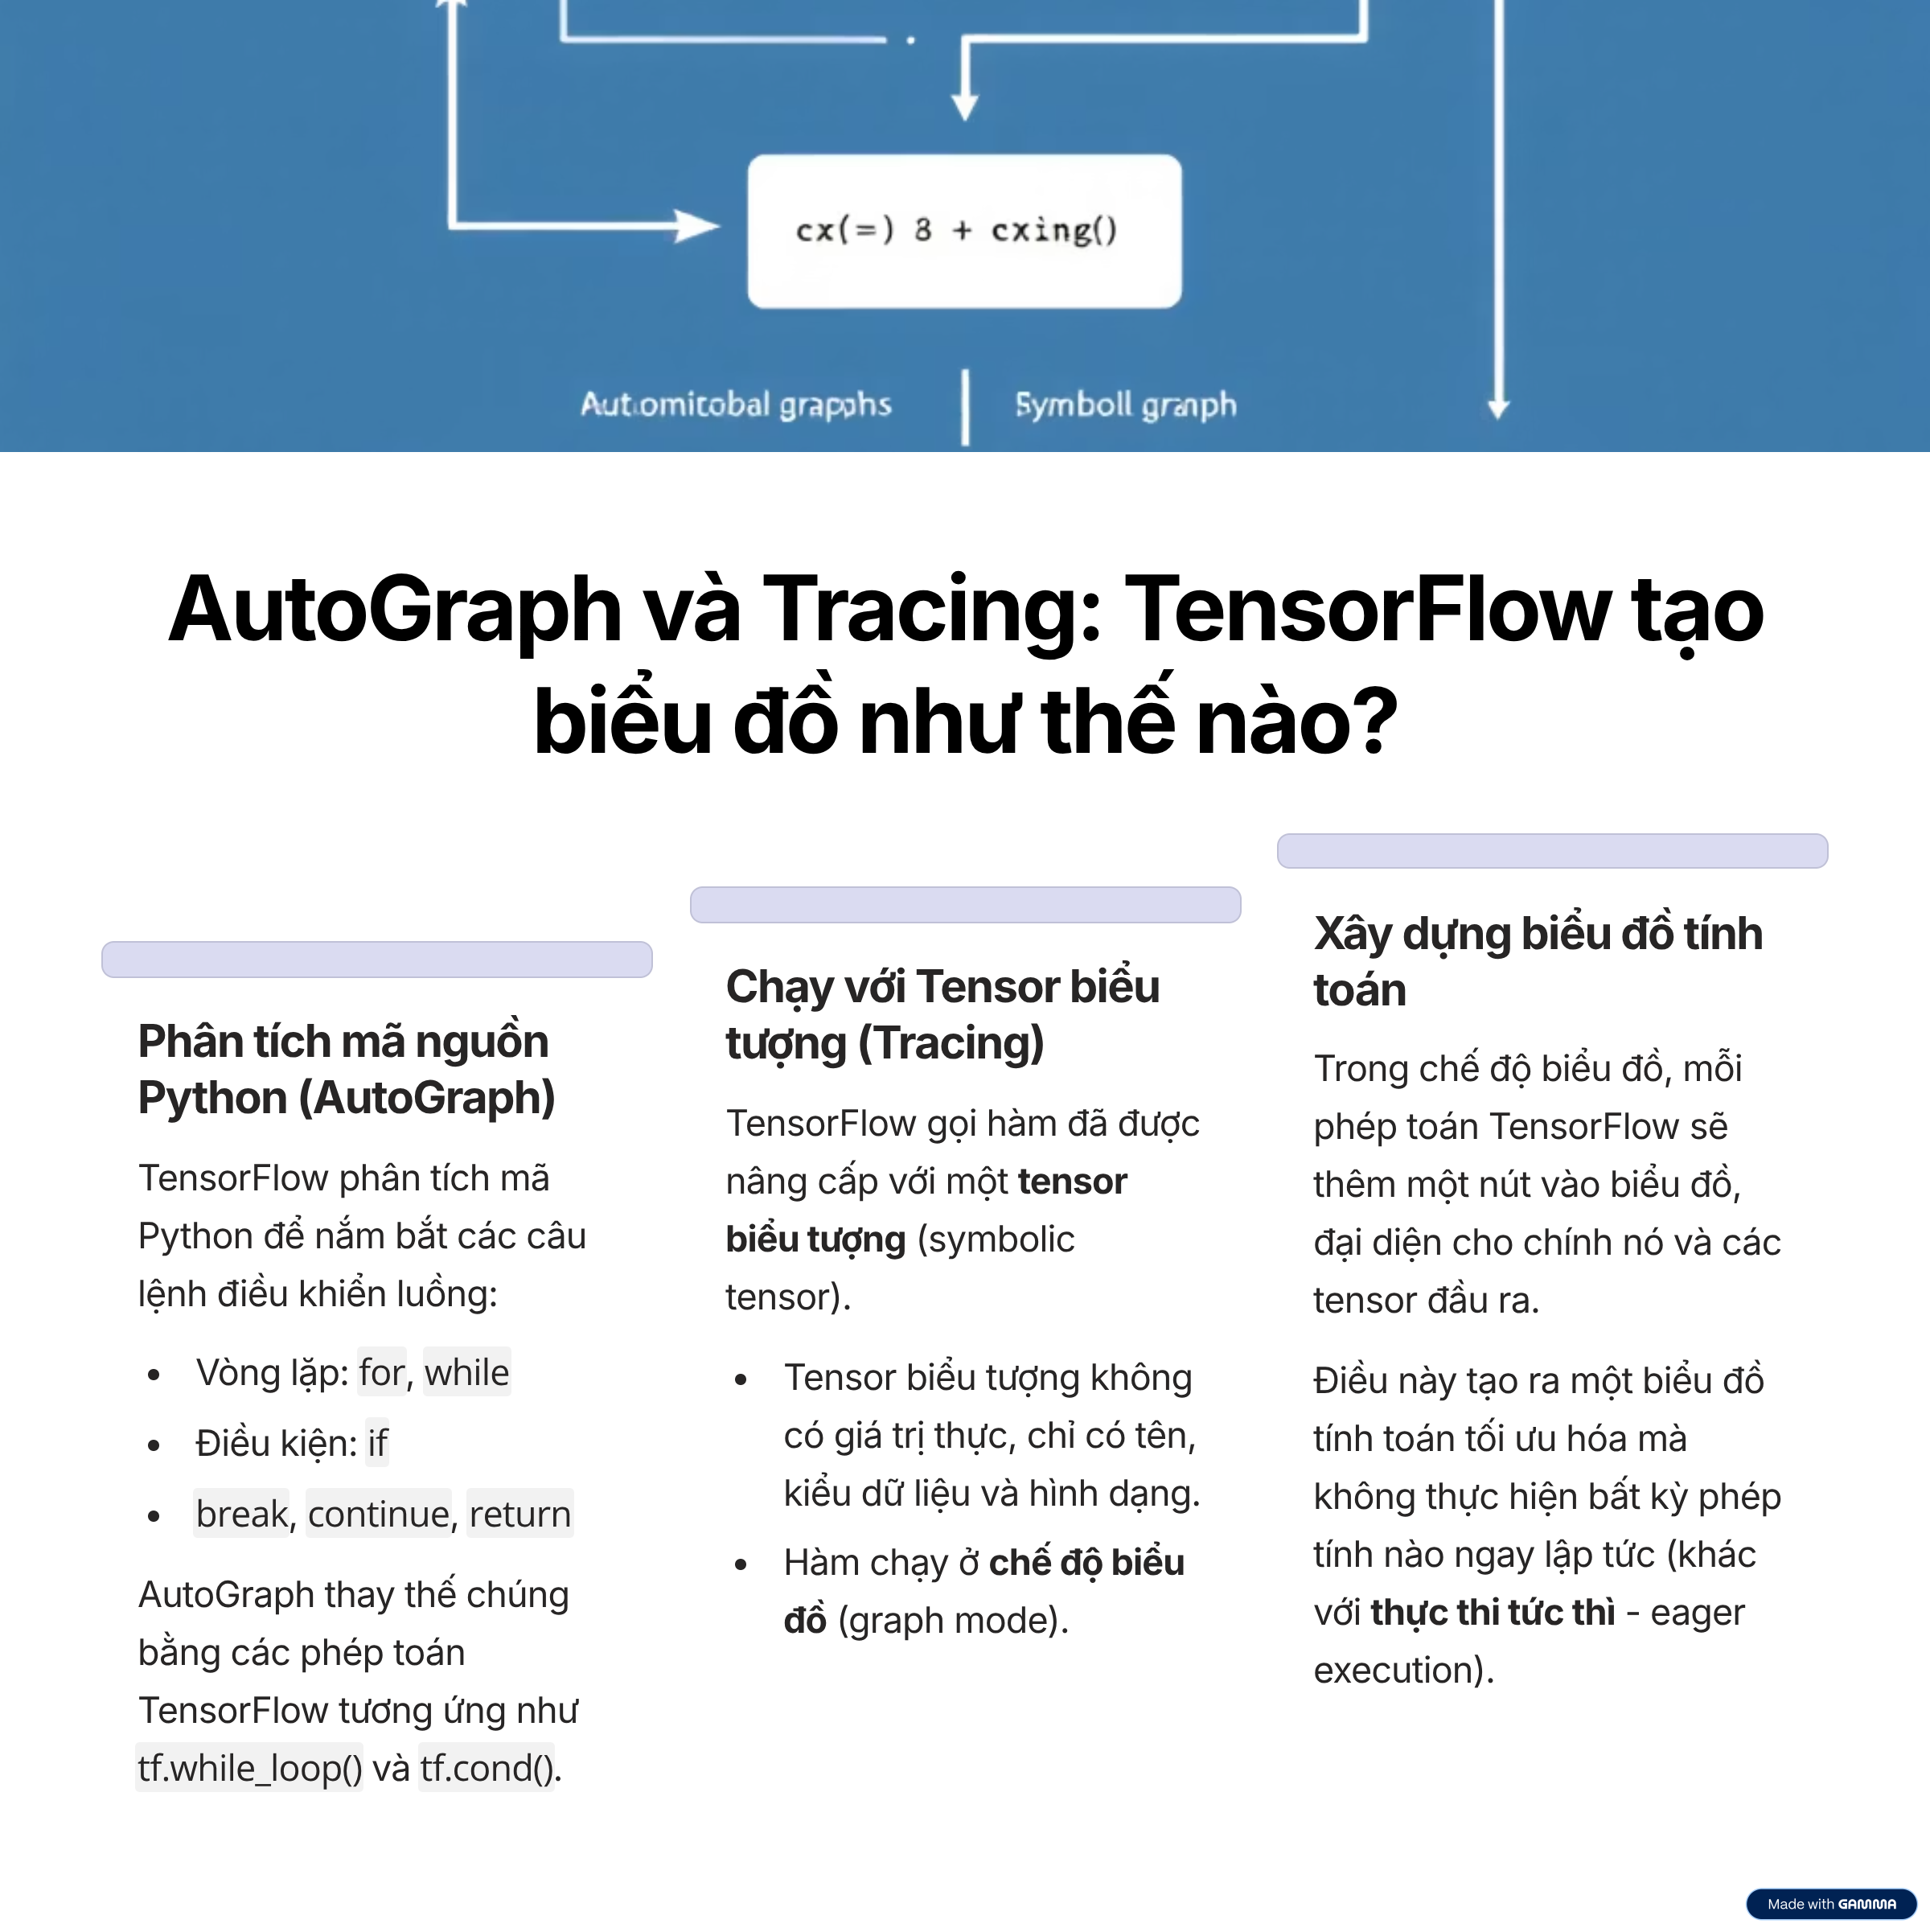 cx(=) 8 + cxing()
Automitobal grapphs
Symboll granph
AutoGraph và Tracing: TensorFlow tạo
biểu đồ như thế nào?
Phân tích mã nguồn
Python (AutoGraph)
TensorFlow phân tích mã
Python để nắm bắt các câu
lệnh điều khiển luồng:
• Vòng lặp: for, while
• Điều kiện: if
• break, continue, return
AutoGraph thay thế chúng
bằng các phép toán
TensorFlow tương ứng như
tf.while_loop() và tf.cond().
Chạy với Tensor biểu
tượng (Tracing)
TensorFlow gọi hàm đã được
nâng cấp với một tensor
biểu tượng (symbolic
tensor).
• Tensor biểu tượng không
có giá trị thực, chỉ có tên,
kiểu dữ liệu và hình dạng.
• Hàm chạy ở chế độ biểu
đồ (graph mode).
Xây dựng biểu đồ tính
toán
Trong chế độ biểu đồ, mỗi
phép toán TensorFlow sẽ
thêm một nút vào biểu đồ,
đại diện cho chính nó và các
tensor đầu ra.
Điều này tạo ra một biểu đồ
tính toán tối ưu hóa mà
không thực hiện bất kỳ phép
tính nào ngay lập tức (khác
với thực thi tức thì - eager
execution).
Made with GAMMA